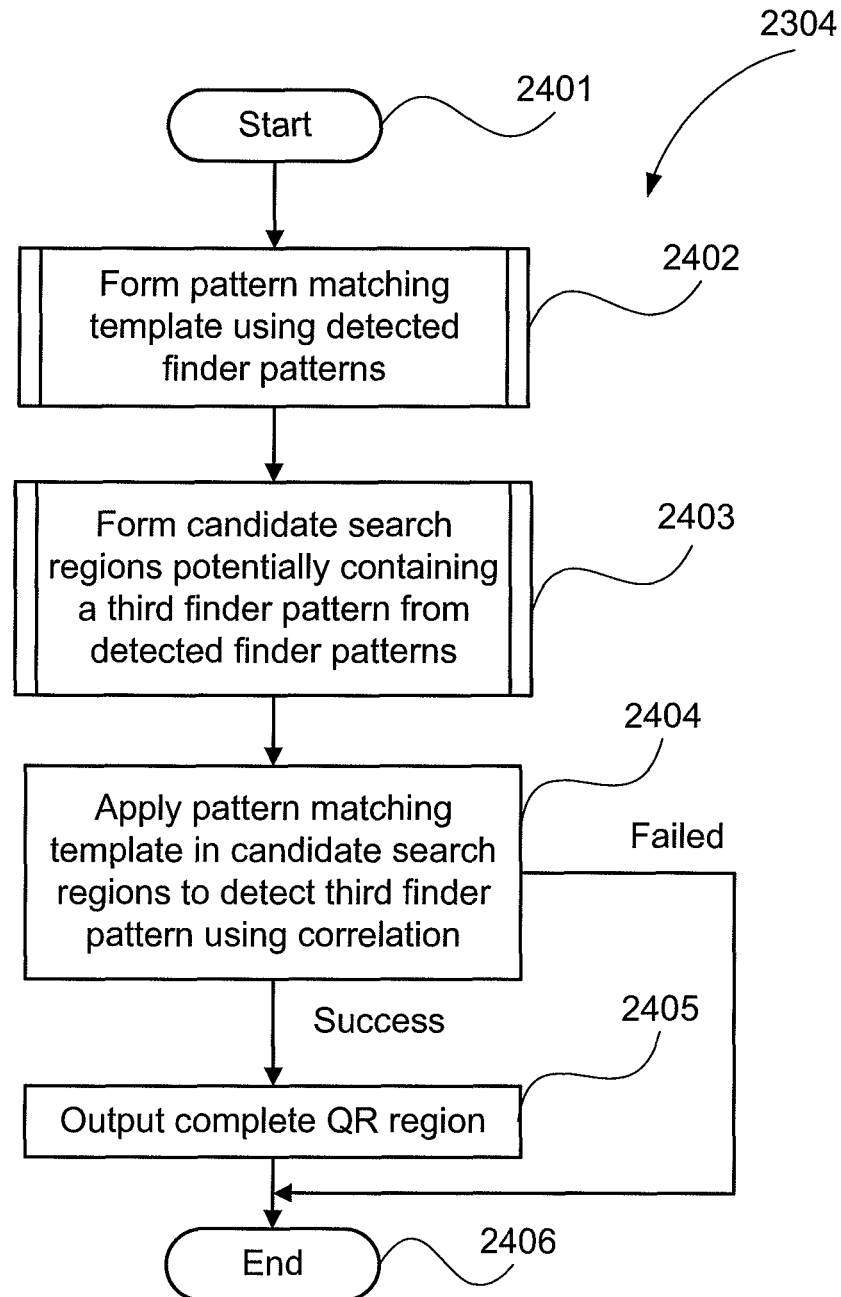 2304
2401
Start
2402
Form pattern matching
template using detected
finder patterns
2403
Form candidate search
regions potentially containing
a third finder pattern from
detected finder patterns
2404
Apply pattern matching
template in candidate search
regions to detect third finder
pattern using correlation
Failed
Success
2405
Output complete QR region
2406
End